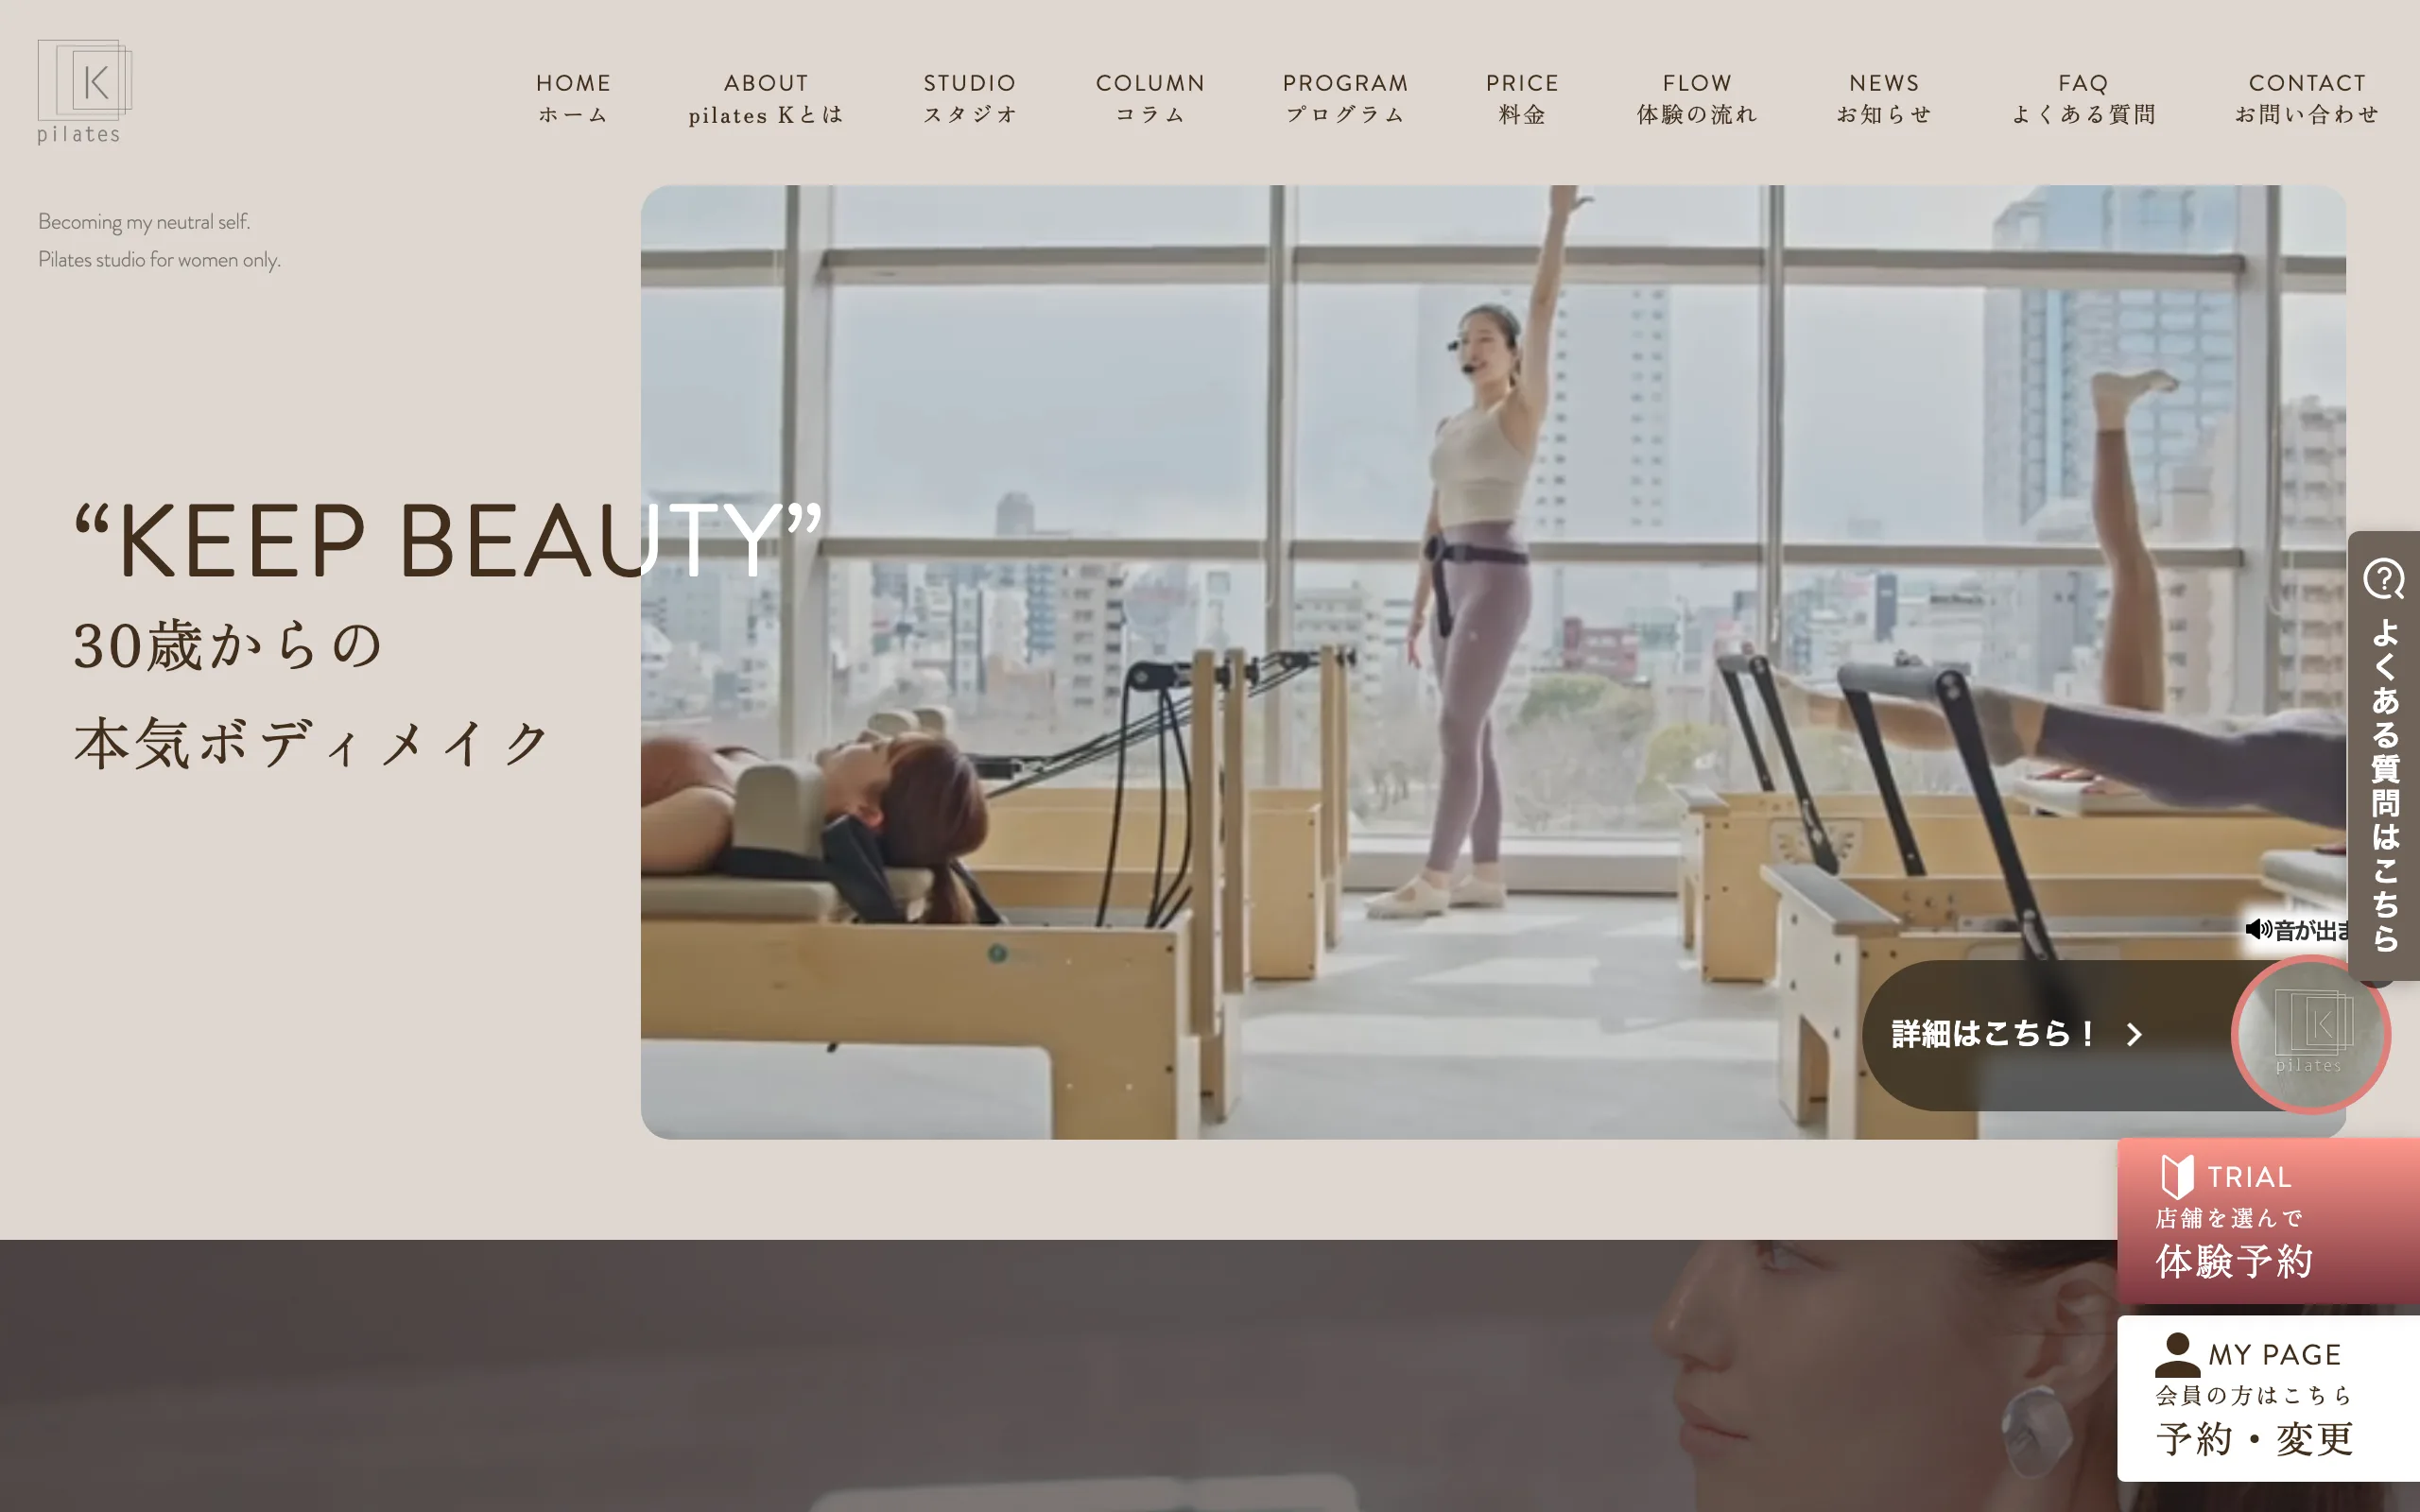 K
pilates
HOME
ホーム
ABOUT
pilates Kとは
STUDIO
スタジオ
COLUMN
コラム
PROGRAM
プログラム
PRICE
料金
FLOW
体験の流れ
NEWS
お知らせ
FAQ
よくある質問
CONTACT
お問い合わせ
Becoming my neutral self.
Pilates studio for women only.
“KEEP BEAUTY”
30歳からの
本気ボディメイク
よくある質問はこちら
音が出ま
詳細はこちら！
K
pilates
TRIAL
店舗を選んで
体験予約
MY PAGE
会員の方はこちら
予約・変更